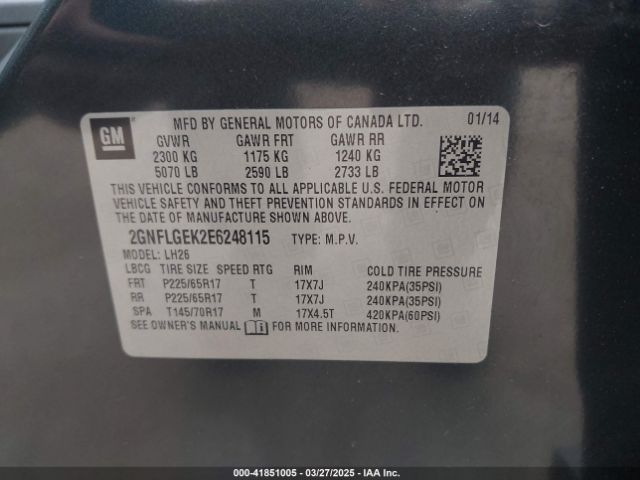 GM
MFD BY GENERAL MOTORS OF CANADA LTD. 01/14
GVWR GAWR FRT GAWR RR
2300 KG 1175 KG 1240 KG
5070 LB 2590 LB 2733 LB
THIS VEHICLE CONFORMS TO ALL APPLICABLE U.S. FEDERAL MOTOR
VEHICLE SAFETY AND THEFT PREVENTION STANDARDS IN EFFECT ON
THE DATE OF MANUFACTURE SHOWN ABOVE.
2GNFLGEK2E6248115 TYPE: M.P.V.
MODEL: LH26
LBCG TIRE SIZE SPEED RTG RIM COLD TIRE PRESSURE
FRT P225/65R17 T 17X7J 240KPA(35PSI)
RR P225/65R17 T 17X7J 240KPA(35PSI)
SPA T145/70R17 M 17X4.5T 420KPA(60PSI)
SEE OWNER'S MANUAL FOR MORE INFORMATION.
000-41851005 — 03/27/2025 — IAA Inc.